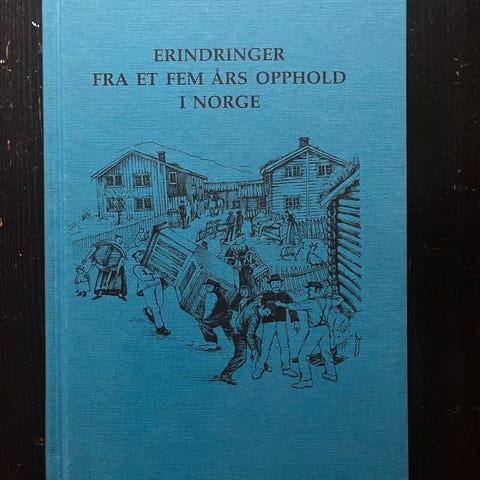 ERINDRINGER
FRA ET FEM ÅRS OPPHOLD
I NORGE